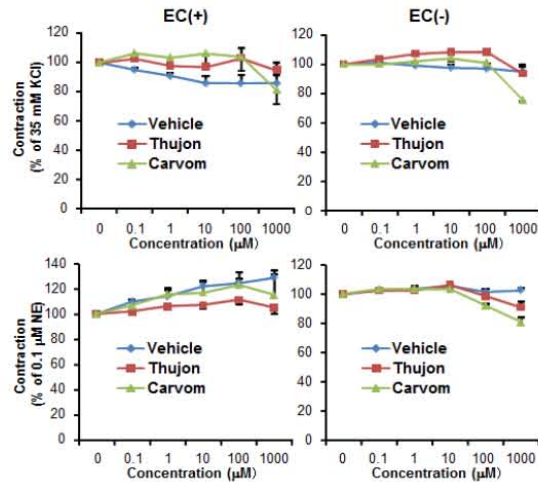 EC(+)
EC(-)
Contraction
(% of 35 mM KCl)
120
100
80
60
40
20
0
Vehicle
Thujon
Carvom
0 0.1 1 10 100 1000
Concentration (μM)
120
100
80
60
40
20
0
Vehicle
Thujon
Carvom
0 0.1 1 10 100 1000
Concentration (μM)
Contraction
(% of 0.1 μM NE)
140
120
100
80
60
40
20
0
Vehicle
Thujon
Carvom
0 0.1 1 10 100 1000
Concentration (μM)
120
100
80
60
40
20
0
Vehicle
Thujon
Carvom
0 0.1 1 10 100 1000
Concentration (μM)